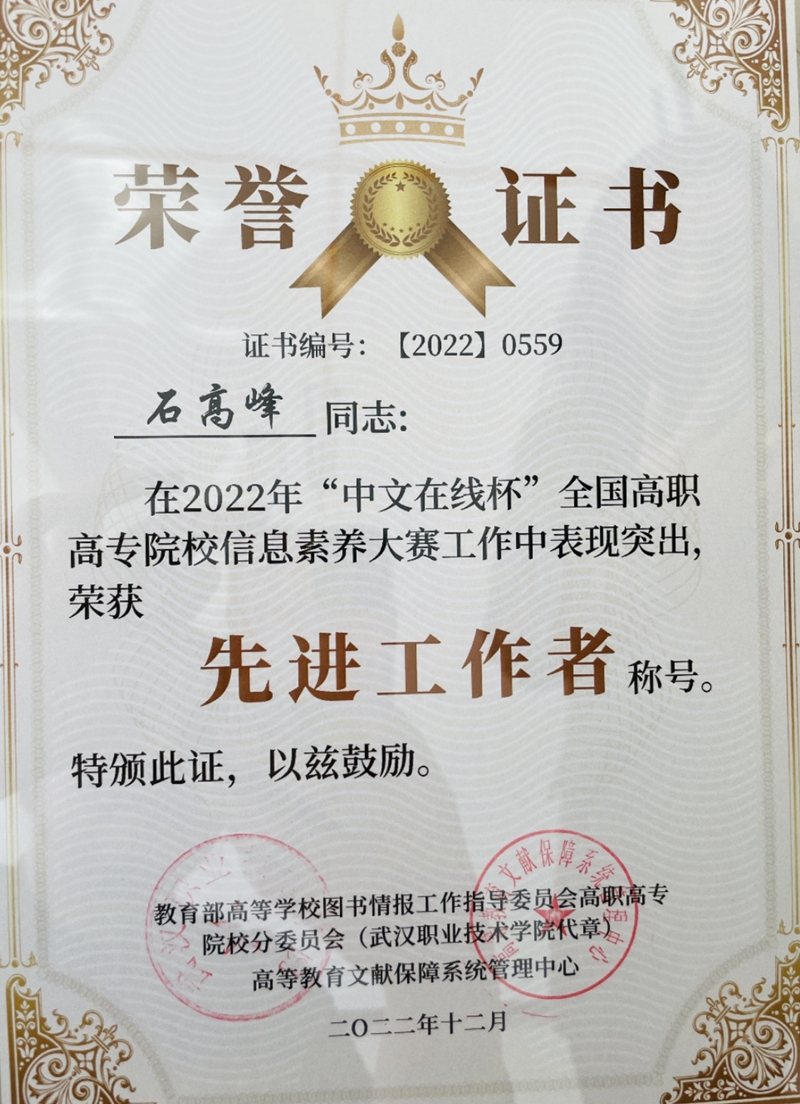 荣誉证书
证书编号：【2022】0559
石高峰 同志：
在2022年“中文在线杯”全国高职
高专院校信息素养大赛工作中表现突出，
荣获
先进工作者 称号。
特颁此证，以兹鼓励。
教育部高等学校图书情报工作指导委员会高职高专
院校分委员会（武汉职业技术学院代章）
高等教育文献保障系统管理中心
二〇二二年十二月